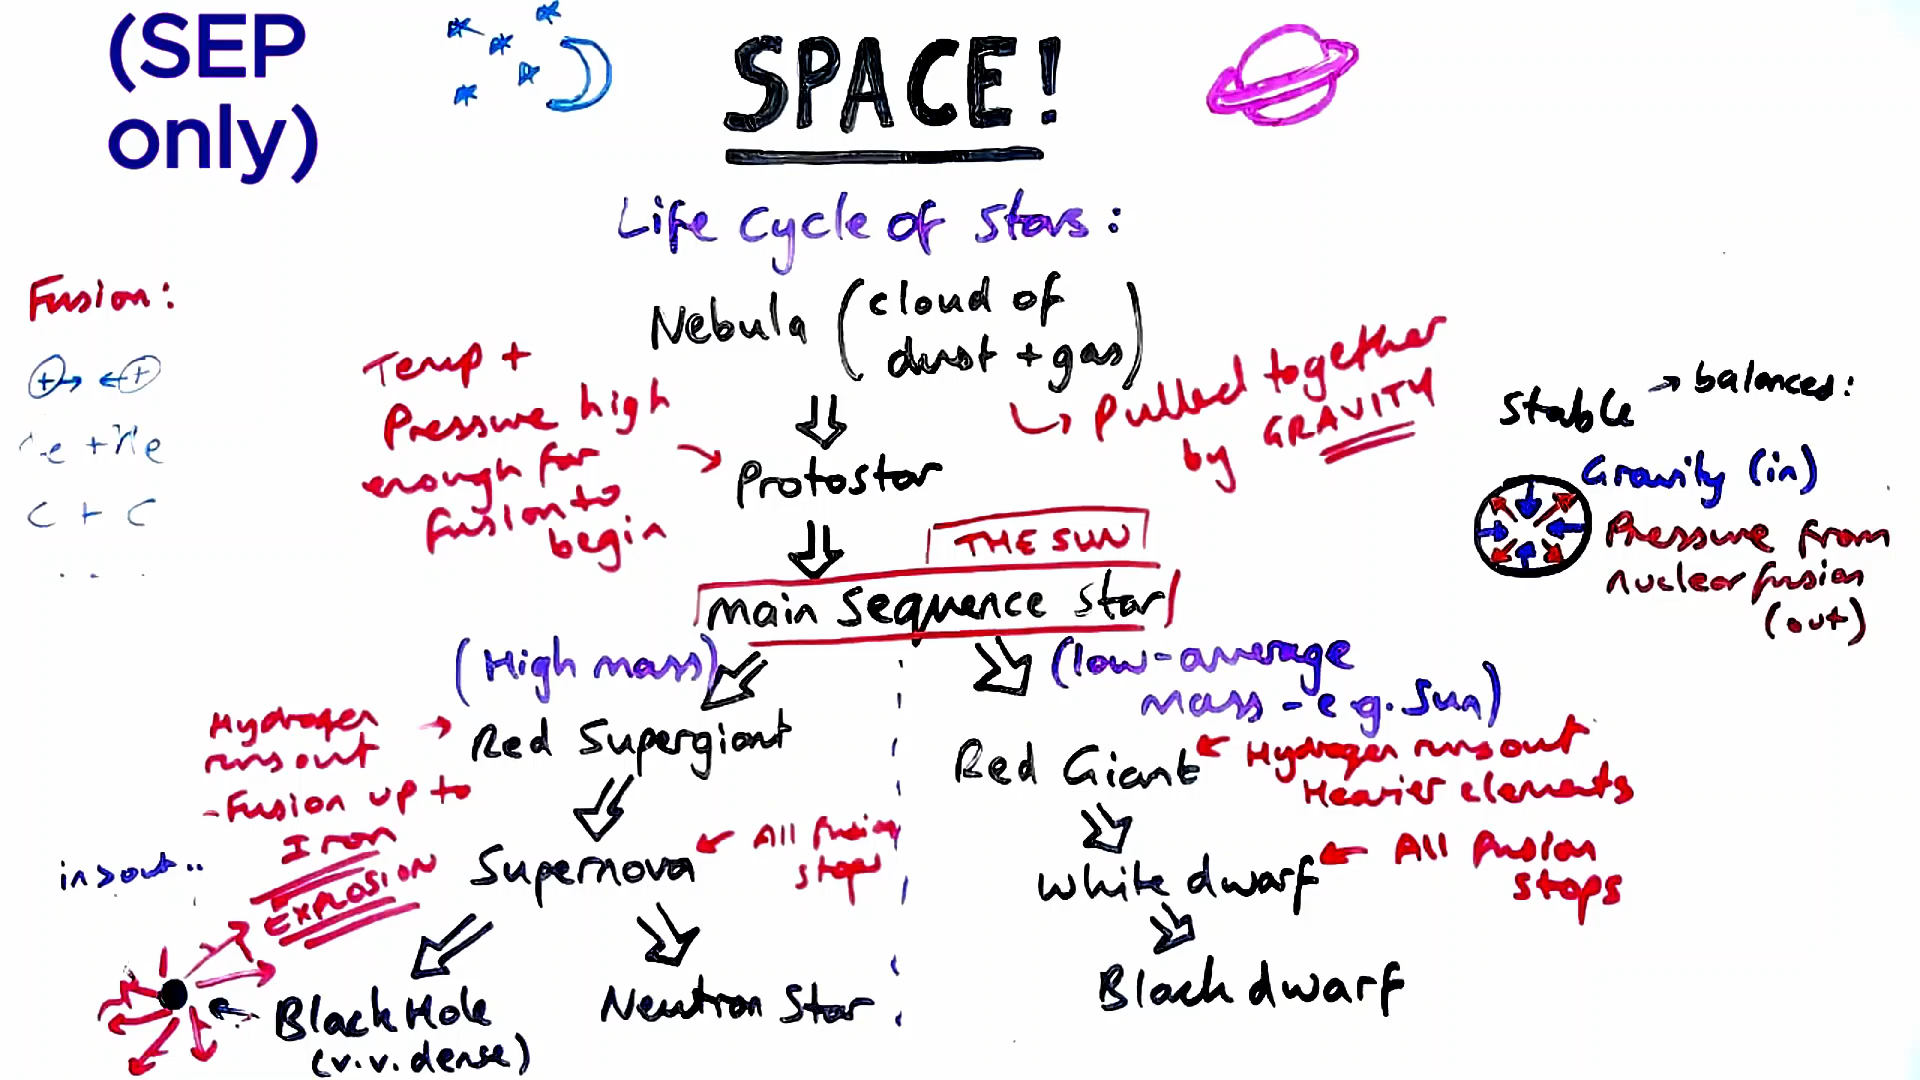 (SEP
only)
SPACE!
Life Cycle of Stars:
Fusion:
+ +
+ He
C + C
....
Nebula (cloud of
dust + gas)
Pulled together
by GRAVITY
Temp +
Pressure high
enough for
fusion to
begin
Protostar
THE SUN
main sequence star
Stable → balanced:
Gravity (in)
Pressure from
nuclear fusion
(out)
(High mass)
(low-average
mass - e.g. Sun)
Hydrogen
runs out
- Fusion up to
Iron
Red Supergiant
Red Giant
Hydrogen runs out
Heavier elements
Supernova
All fusion
stops
in > out ..
EXPLOSION
White dwarf
All fusion
stops
Black Hole
(v.v. dense)
Neutron Star
Black dwarf